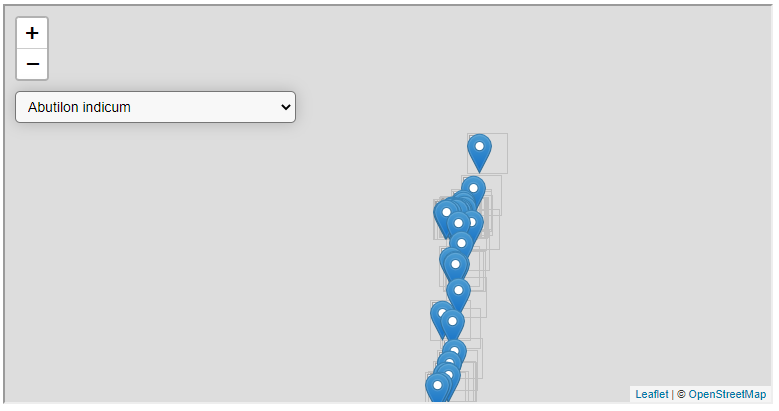 +
−
Abutilon indicum
Leaflet | © OpenStreetMap